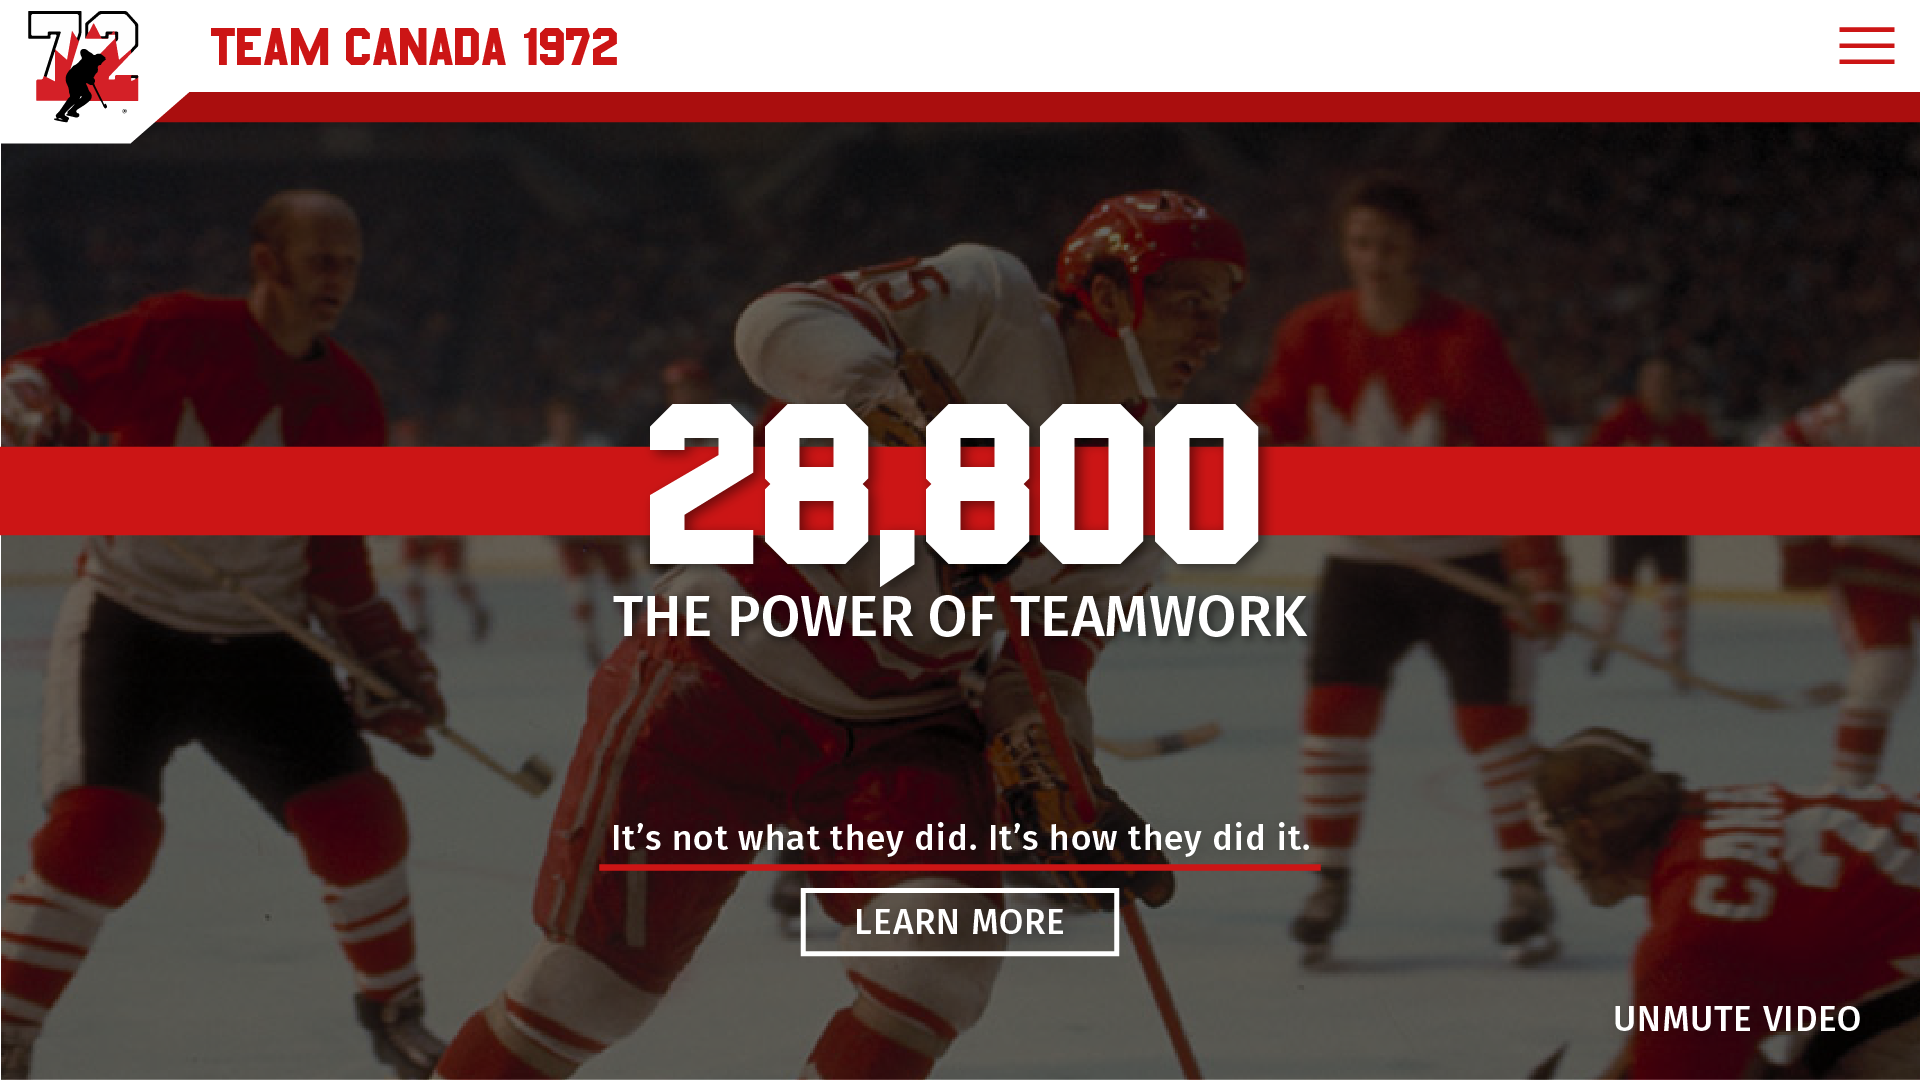 72
TEAM CANADA 1972
15
28,800
THE POWER OF TEAMWORK
It’s not what they did. It’s how they did it.
LEARN MORE
UNMUTE VIDEO